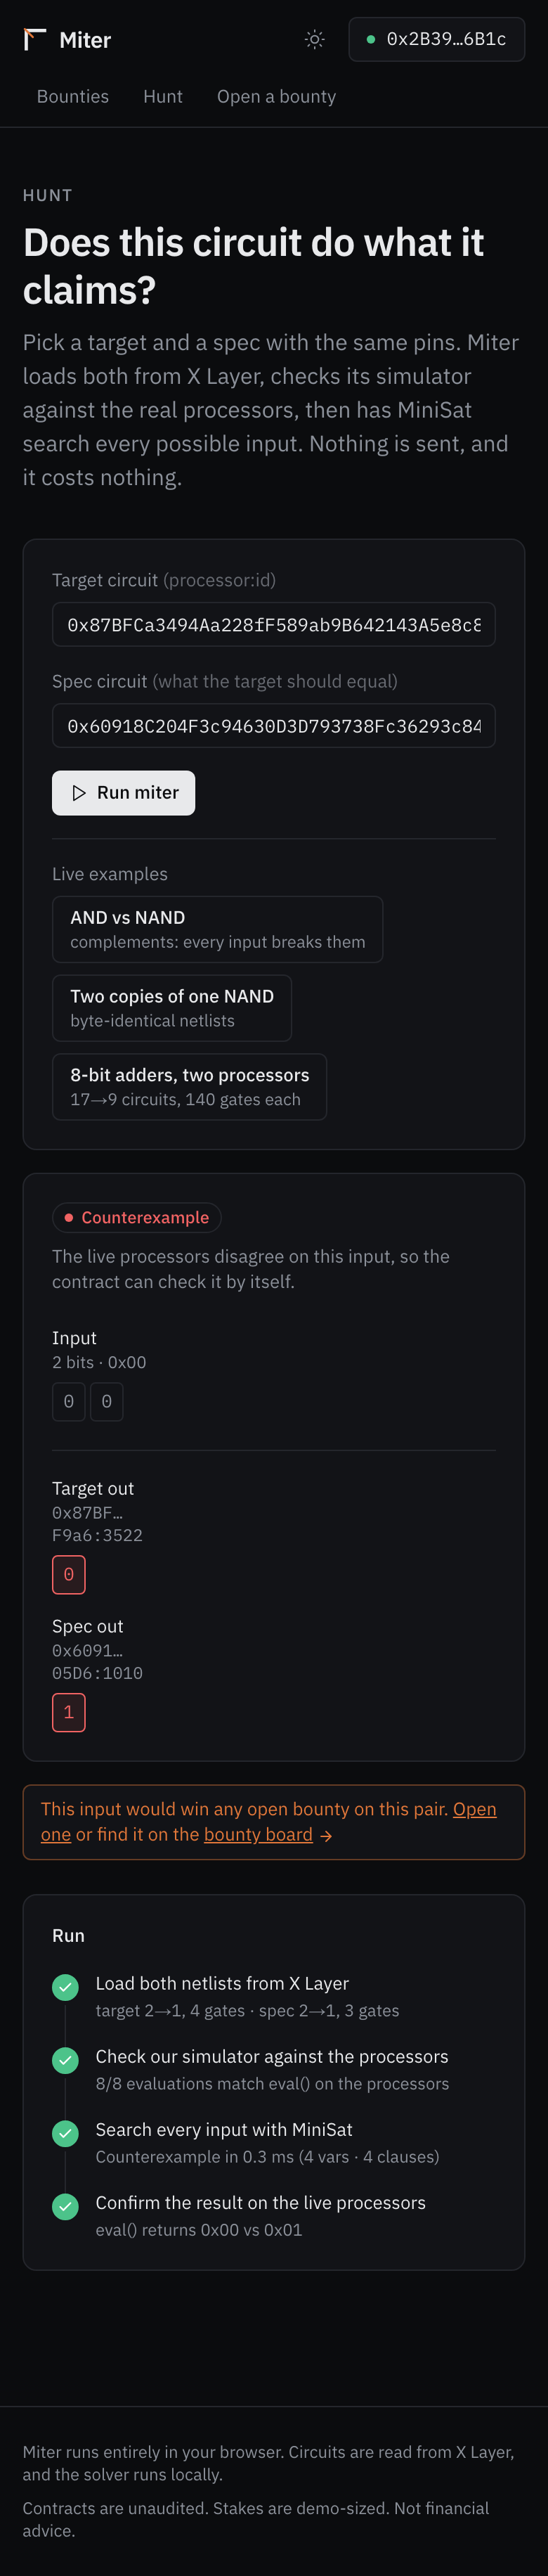 Miter
0x2B39…6B1c
Bounties Hunt Open a bounty
HUNT
Does this circuit do what it
claims?
Pick a target and a spec with the same pins. Miter
loads both from X Layer, checks its simulator
against the real processors, then has MiniSat
search every possible input. Nothing is sent, and
it costs nothing.
Target circuit (processor:id)
0x87BFCa3494Aa228fF589ab9B642143A5e8c8
Spec circuit (what the target should equal)
0x60918C204F3c94630D3D793738Fc36293c84
Run miter
Live examples
AND vs NAND
complements: every input breaks them
Two copies of one NAND
byte-identical netlists
8-bit adders, two processors
17→9 circuits, 140 gates each
Counterexample
The live processors disagree on this input, so the
contract can check it by itself.
Input
2 bits · 0x00
0 0
Target out
0x87BF…
F9a6:3522
0
Spec out
0x6091…
05D6:1010
1
This input would win any open bounty on this pair. Open
one or find it on the bounty board →
Run
Load both netlists from X Layer
target 2→1, 4 gates · spec 2→1, 3 gates
Check our simulator against the processors
8/8 evaluations match eval() on the processors
Search every input with MiniSat
Counterexample in 0.3 ms (4 vars · 4 clauses)
Confirm the result on the live processors
eval() returns 0x00 vs 0x01
Miter runs entirely in your browser. Circuits are read from X Layer,
and the solver runs locally.
Contracts are unaudited. Stakes are demo-sized. Not financial
advice.